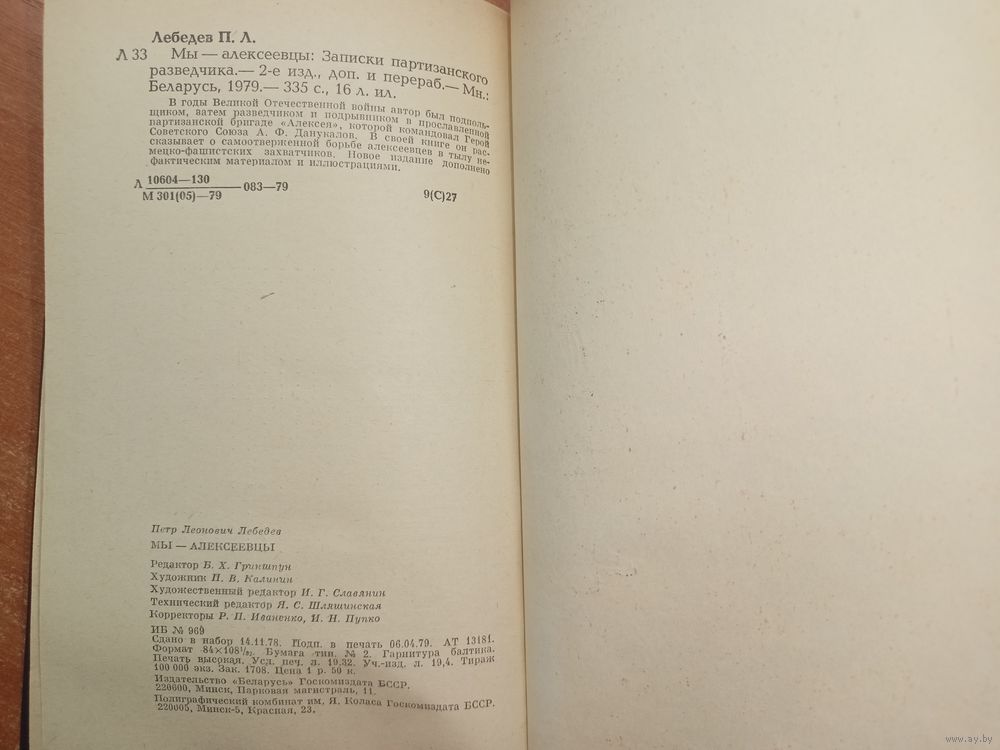 Лебедев П. Л.
Л 33 Мы — алексеевцы: Записки партизанского
разведчика.— 2-е изд., доп. и перераб.— Мн.:
Беларусь, 1979.— 335 с., 16 л. ил.
В годы Великой Отечественной войны автор был подполь-
щиком, затем разведчиком и подрывником в прославленной
партизанской бригаде «Алексея», которой командовал Герой
Советского Союза А. Ф. Данукалов. В своей книге он рас-
сказывает о самоотверженной борьбе алексеевцев в тылу не-
мецко-фашистских захватчиков. Новое издание дополнено
фактическим материалом и иллюстрациями.
Л 10604—130
М 301(05)—79 083—79 9(С)27
Петр Леонович Лебедев
МЫ — АЛЕКСЕЕВЦЫ
Редактор Б. Х. Гриншпун
Художник П. В. Калинин
Художественный редактор И. Г. Славянин
Технический редактор Я. С. Шляшинская
Корректоры Р. П. Иваненко, И. Н. Пупко
ИБ № 969
Сдано в набор 14.11.78. Подп. в печать 06.04.79. АТ 13181.
Формат 84×108¹/₃₂. Бумага тип. № 2. Гарнитура балтика.
Печать высокая. Усл. печ. л. 19,32. Уч.-изд. л. 19,4. Тираж
100 000 экз. Зак. 1708. Цена 1 р. 50 к.
Издательство «Беларусь» Госкомиздата БССР.
220600, Минск, Парковая магистраль, 11.
Полиграфический комбинат им. Я. Коласа Госкомиздата БССР.
220005, Минск-5, Красная, 23.
www.ay.by